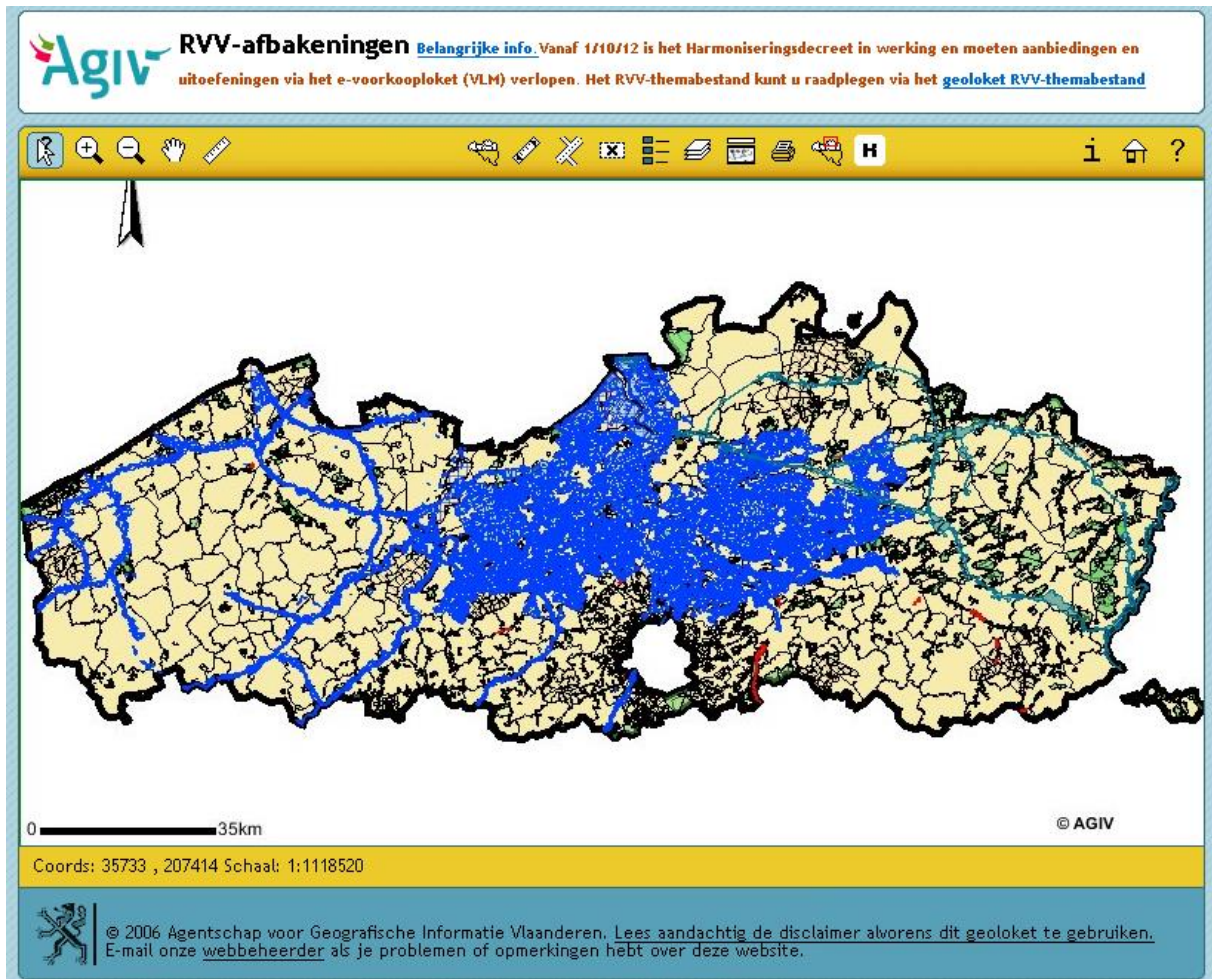 Agiv
RVV-afbakeningen Belangrijke info. Vanaf 1/10/12 is het Harmoniseringsdecreet in werking en moeten aanbiedingen en
uitoefeningen via het e-voorkooploket (VLM) verlopen. Het RVV-themabestand kunt u raadplegen via het geoloket RVV-themabestand
H
i ?
0 35km
© AGIV
Coords: 35733 , 207414 Schaal: 1:1118520
© 2006 Agentschap voor Geografische Informatie Vlaanderen. Lees aandachtig de disclaimer alvorens dit geoloket te gebruiken.
E-mail onze webbeheerder als je problemen of opmerkingen hebt over deze website.